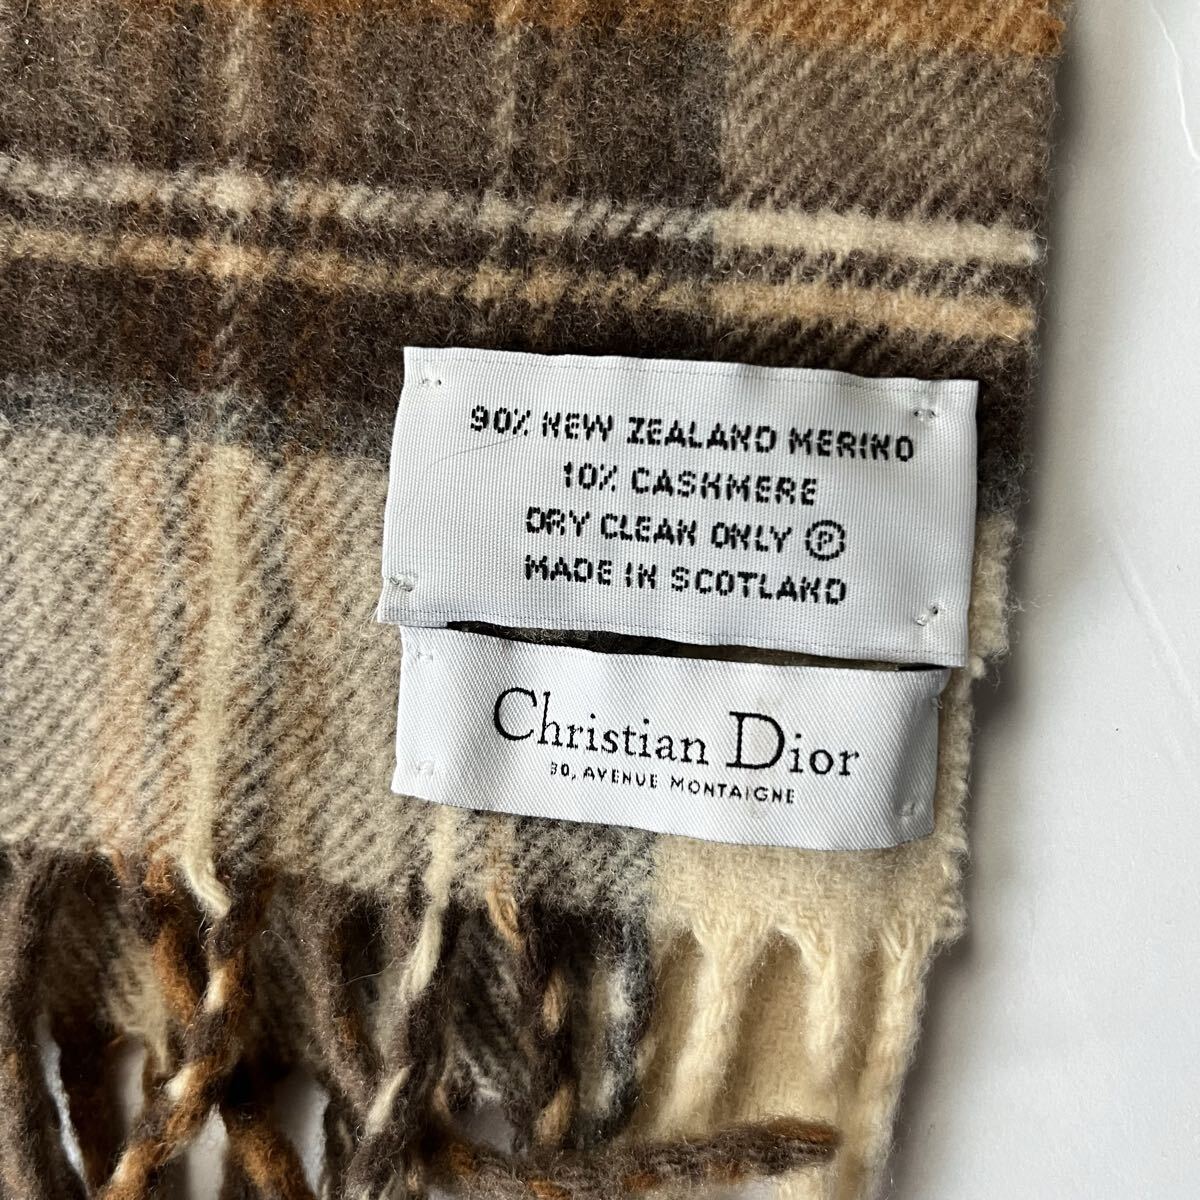 90% NEW ZEALAND MERINO
10% CASHMERE
DRY CLEAN ONLY Ⓟ
MADE IN SCOTLAND
Christian Dior
30, AVENUE MONTAIGNE